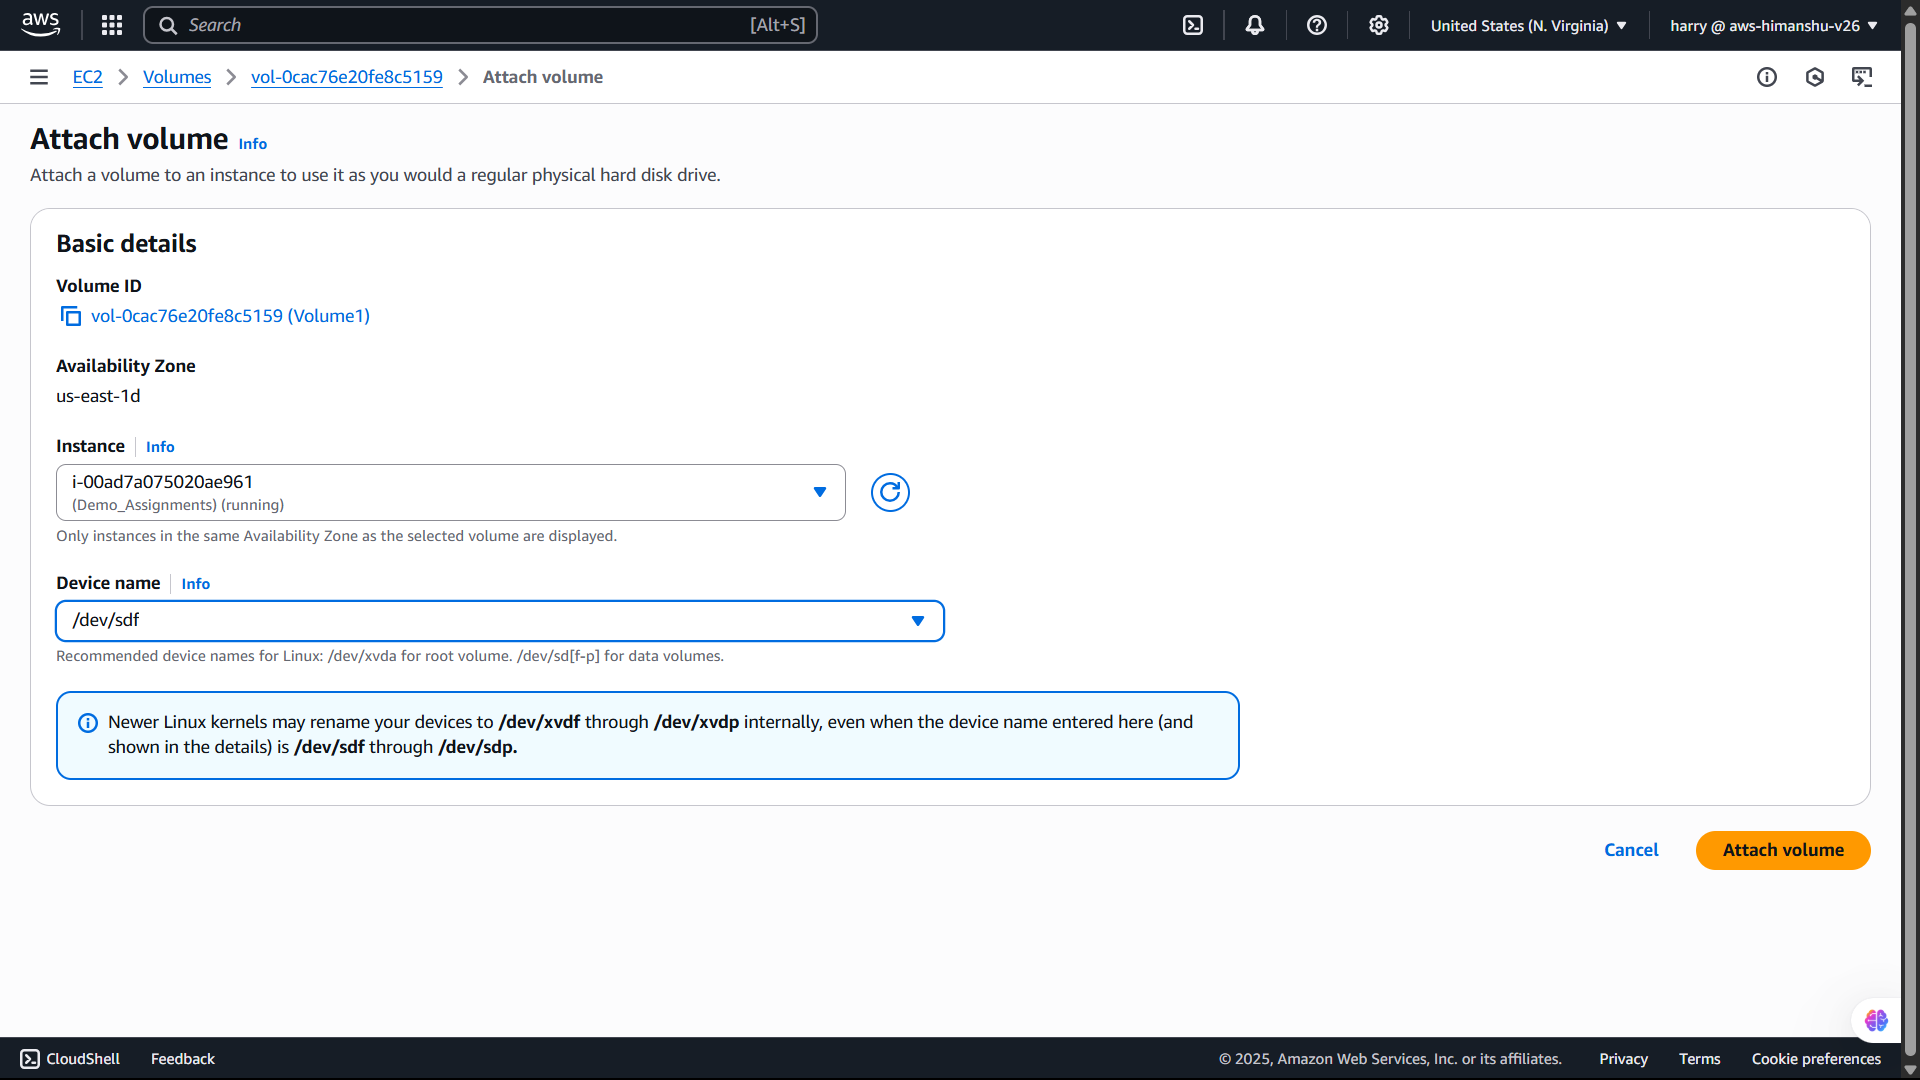 aws
Search [Alt+S]
United States (N. Virginia)
harry @ aws-himanshu-v26
EC2
Volumes
vol-0cac76e20fe8c5159
Attach volume
Attach volume Info
Attach a volume to an instance to use it as you would a regular physical hard disk drive.
Basic details
Volume ID
vol-0cac76e20fe8c5159 (Volume1)
Availability Zone
us-east-1d
Instance Info
i-00ad7a075020ae961
(Demo_Assignments) (running)
Only instances in the same Availability Zone as the selected volume are displayed.
Device name Info
/dev/sdf
Recommended device names for Linux: /dev/xvda for root volume. /dev/sd[f-p] for data volumes.
Newer Linux kernels may rename your devices to /dev/xvdf through /dev/xvdp internally, even when the device name entered here (and
shown in the details) is /dev/sdf through /dev/sdp.
Cancel
Attach volume
CloudShell
Feedback
© 2025, Amazon Web Services, Inc. or its affiliates.
Privacy
Terms
Cookie preferences